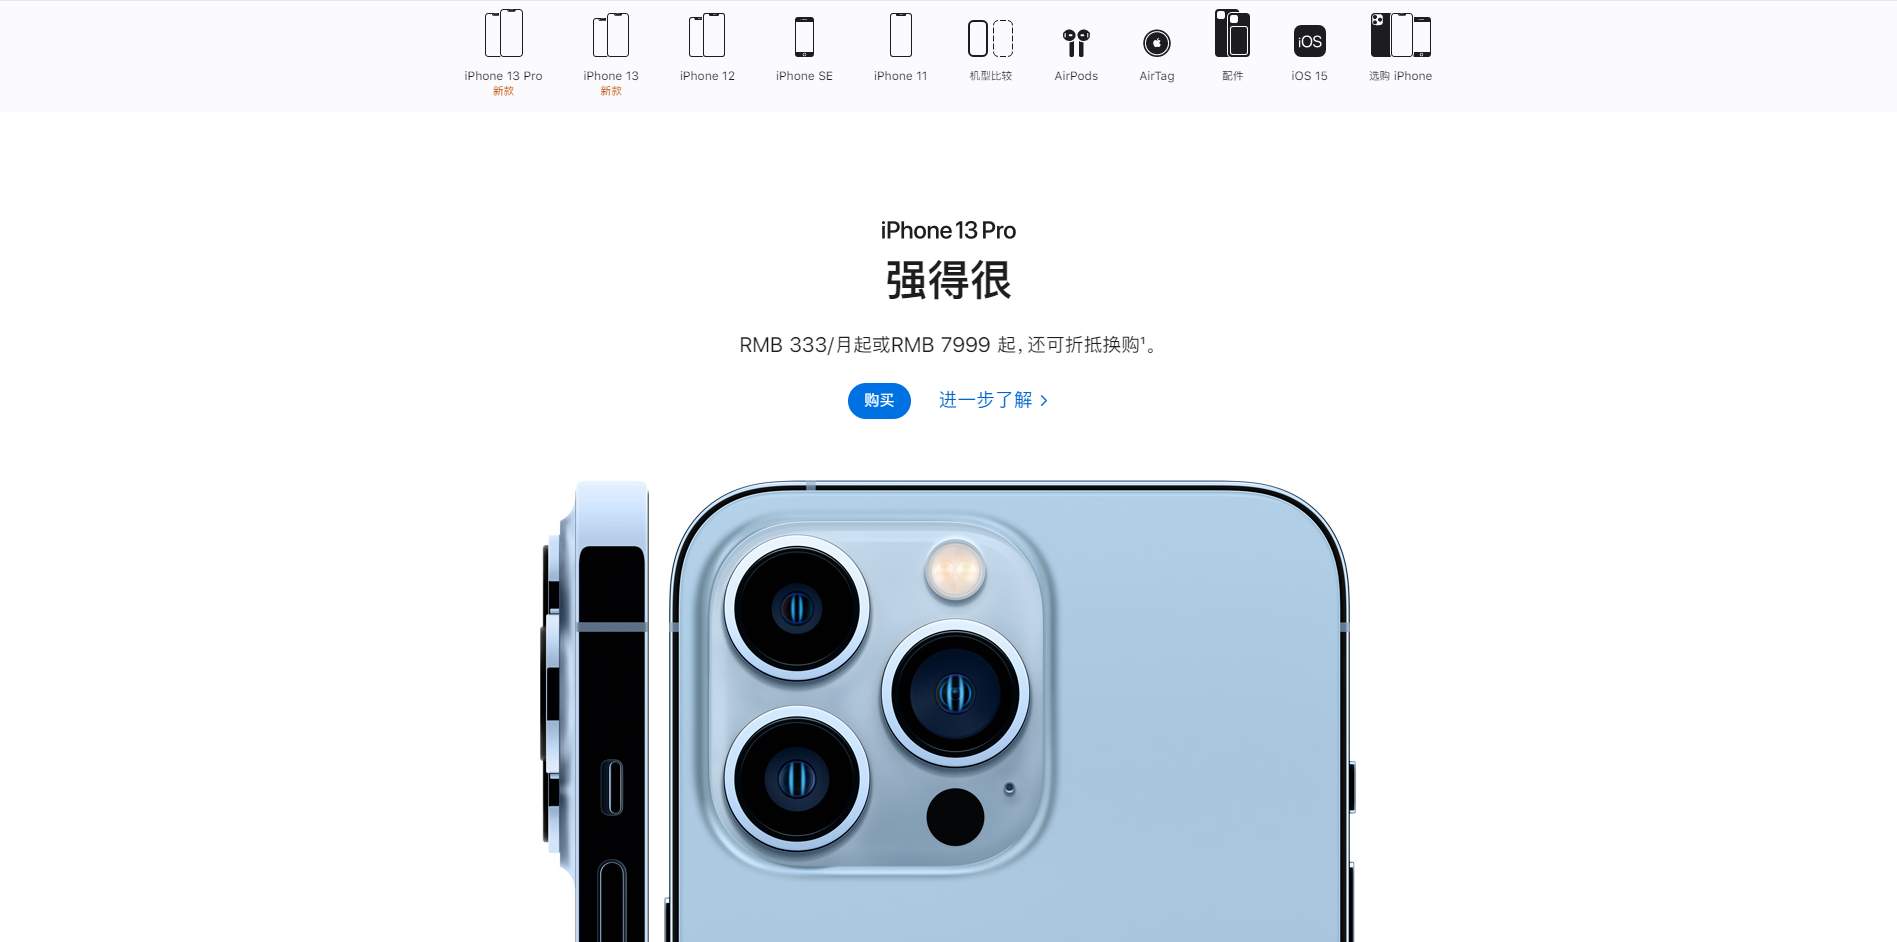 iOS
iPhone 13 Pro
新款
iPhone 13
新款
iPhone 12
iPhone SE
iPhone 11
机型比较
AirPods
AirTag
配件
iOS 15
选购 iPhone
iPhone 13 Pro
强得很
RMB 333/月起或RMB 7999 起，还可折抵换购¹。
购买
进一步了解 >